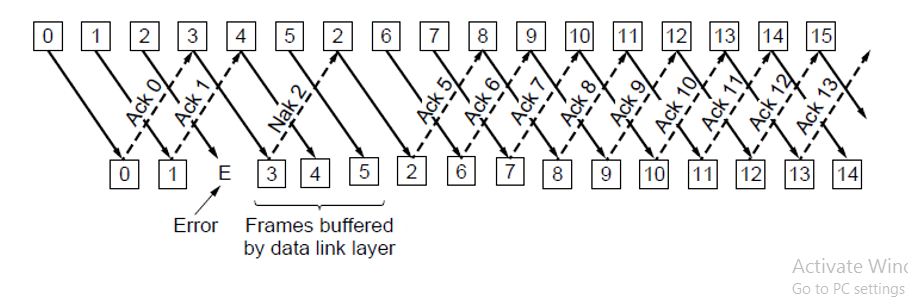 0 1 2 3 4 5 2 6 7 8 9 10 11 12 13 14 15
Ack 0 Ack 1 Nak 2 Ack 5 Ack 6 Ack 7 Ack 8 Ack 9 Ack 10 Ack 11 Ack 12 Ack 13
0 1 E 3 4 5 2 6 7 8 9 10 11 12 13 14
Error
Frames buffered
by data link layer
Activate Wind
Go to PC settings